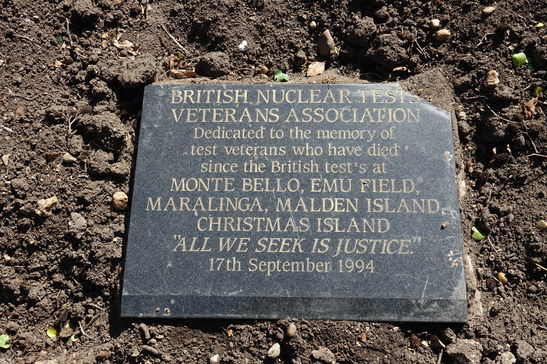 BRITISH NUCLEAR TESTS
VETERANS ASSOCIATION
Dedicated to the memory of
test veterans who have died
since the British test's at
MONTE BELLO, EMU FIELD,
MARALINGA, MALDEN ISLAND
CHRISTMAS ISLAND
"ALL WE SEEK IS JUSTICE."
17th September 1994